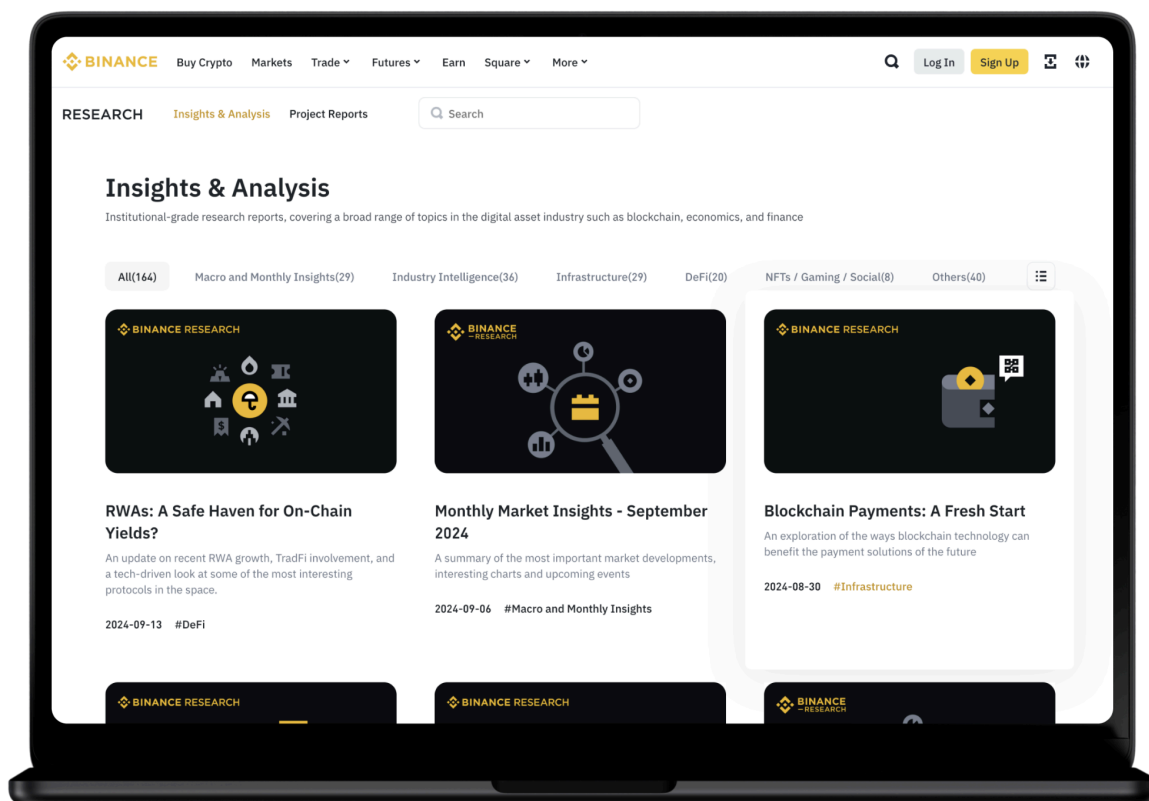 BINANCE Buy Crypto Markets Trade Futures Earn Square More Log In Sign Up
RESEARCH Insights & Analysis Project Reports Search
Insights & Analysis
Institutional-grade research reports, covering a broad range of topics in the digital asset industry such as blockchain, economics, and finance
All(164) Macro and Monthly Insights(29) Industry Intelligence(36) Infrastructure(29) DeFi(20) NFTs / Gaming / Social(8) Others(40)
BINANCE RESEARCH
$
RWAs: A Safe Haven for On-Chain
Yields?
An update on recent RWA growth, TradFi involvement, and
a tech-driven look at some of the most interesting
protocols in the space.
2024-09-13 #DeFi
BINANCE
RESEARCH
Monthly Market Insights - September
2024
A summary of the most important market developments,
interesting charts and upcoming events
2024-09-06 #Macro and Monthly Insights
BINANCE RESEARCH
Blockchain Payments: A Fresh Start
An exploration of the ways blockchain technology can
benefit the payment solutions of the future
2024-08-30 #Infrastructure
BINANCE RESEARCH
BINANCE RESEARCH
BINANCE
RESEARCH